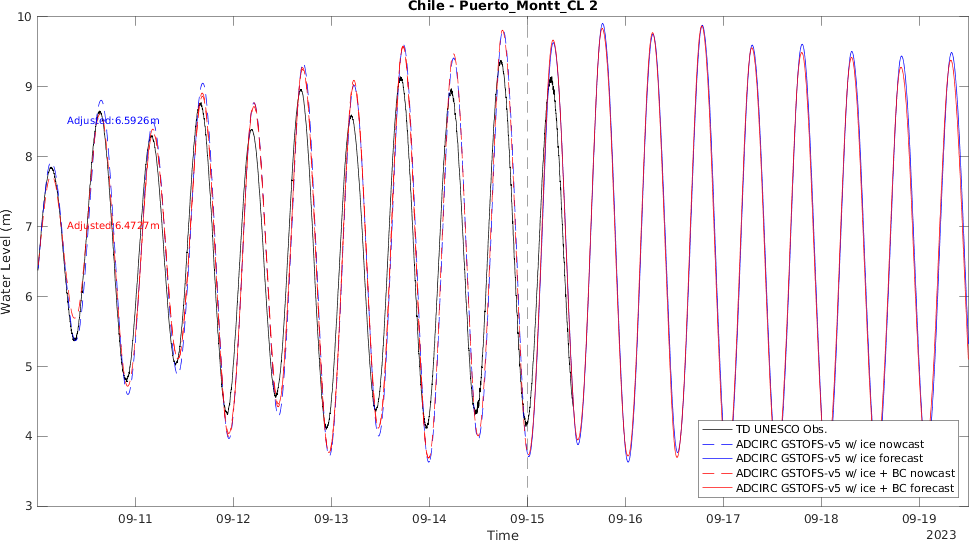 Chile - Puerto_Montt_CL 2
Water Level (m)
10
9
8
7
6
5
4
3
Adjusted:6.5926m
Adjusted:6.4727m
TD UNESCO Obs.
ADCIRC GSTOFS-v5 w/ ice nowcast
ADCIRC GSTOFS-v5 w/ ice forecast
ADCIRC GSTOFS-v5 w/ ice + BC nowcast
ADCIRC GSTOFS-v5 w/ ice + BC forecast
09-11 09-12 09-13 09-14 09-15 09-16 09-17 09-18 09-19
Time
2023